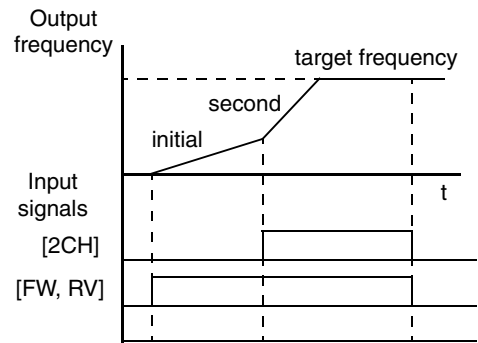 Output
frequency
target frequency
second
initial
Input
signals
t
[2CH]
[FW, RV]